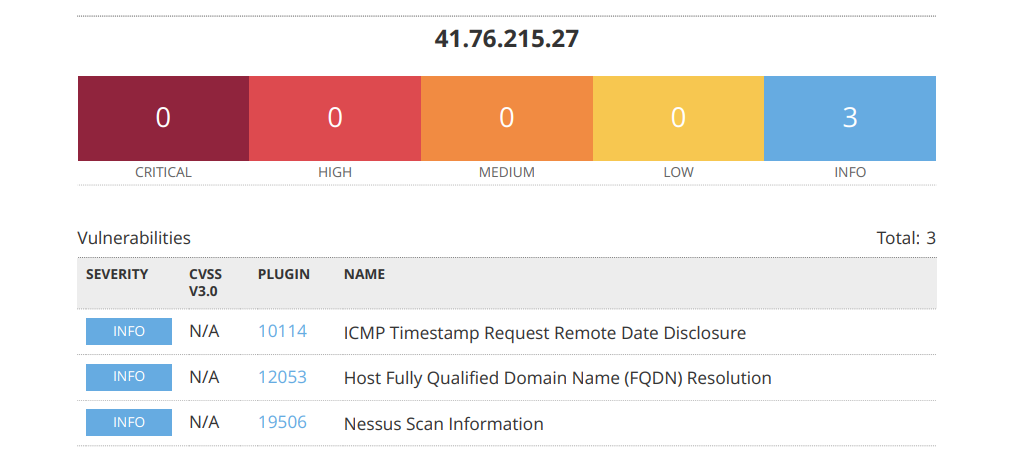 41.76.215.27
0 0 0 0 3
CRITICAL HIGH MEDIUM LOW INFO
Vulnerabilities Total: 3
SEVERITY CVSS V3.0 PLUGIN NAME
INFO N/A 10114 ICMP Timestamp Request Remote Date Disclosure
INFO N/A 12053 Host Fully Qualified Domain Name (FQDN) Resolution
INFO N/A 19506 Nessus Scan Information